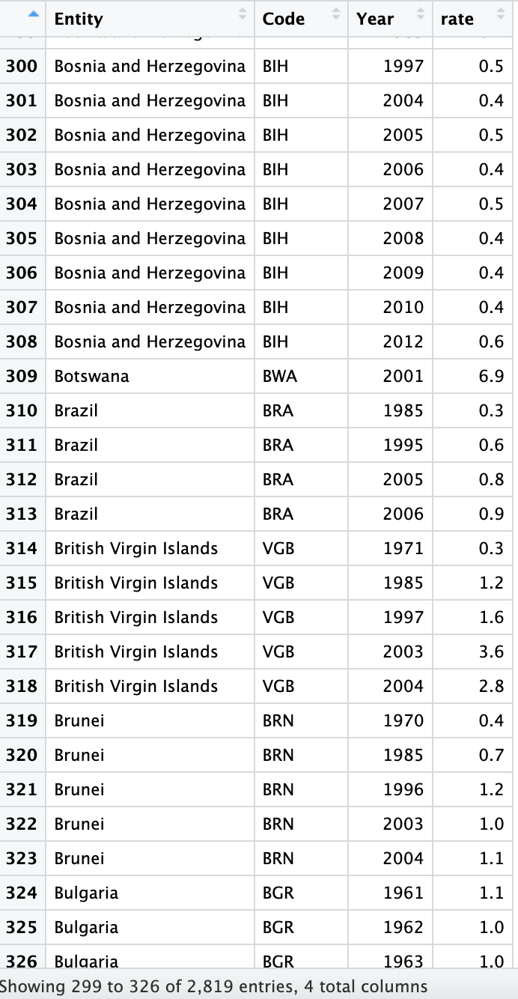 Entity Code Year rate
300 Bosnia and Herzegovina BIH 1997 0.5
301 Bosnia and Herzegovina BIH 2004 0.4
302 Bosnia and Herzegovina BIH 2005 0.5
303 Bosnia and Herzegovina BIH 2006 0.4
304 Bosnia and Herzegovina BIH 2007 0.5
305 Bosnia and Herzegovina BIH 2008 0.4
306 Bosnia and Herzegovina BIH 2009 0.4
307 Bosnia and Herzegovina BIH 2010 0.4
308 Bosnia and Herzegovina BIH 2012 0.6
309 Botswana BWA 2001 6.9
310 Brazil BRA 1985 0.3
311 Brazil BRA 1995 0.6
312 Brazil BRA 2005 0.8
313 Brazil BRA 2006 0.9
314 British Virgin Islands VGB 1971 0.3
315 British Virgin Islands VGB 1985 1.2
316 British Virgin Islands VGB 1997 1.6
317 British Virgin Islands VGB 2003 3.6
318 British Virgin Islands VGB 2004 2.8
319 Brunei BRN 1970 0.4
320 Brunei BRN 1985 0.7
321 Brunei BRN 1996 1.2
322 Brunei BRN 2003 1.0
323 Brunei BRN 2004 1.1
324 Bulgaria BGR 1961 1.1
325 Bulgaria BGR 1962 1.0
326 Bulgaria BGR 1963 1.0
Showing 299 to 326 of 2,819 entries, 4 total columns